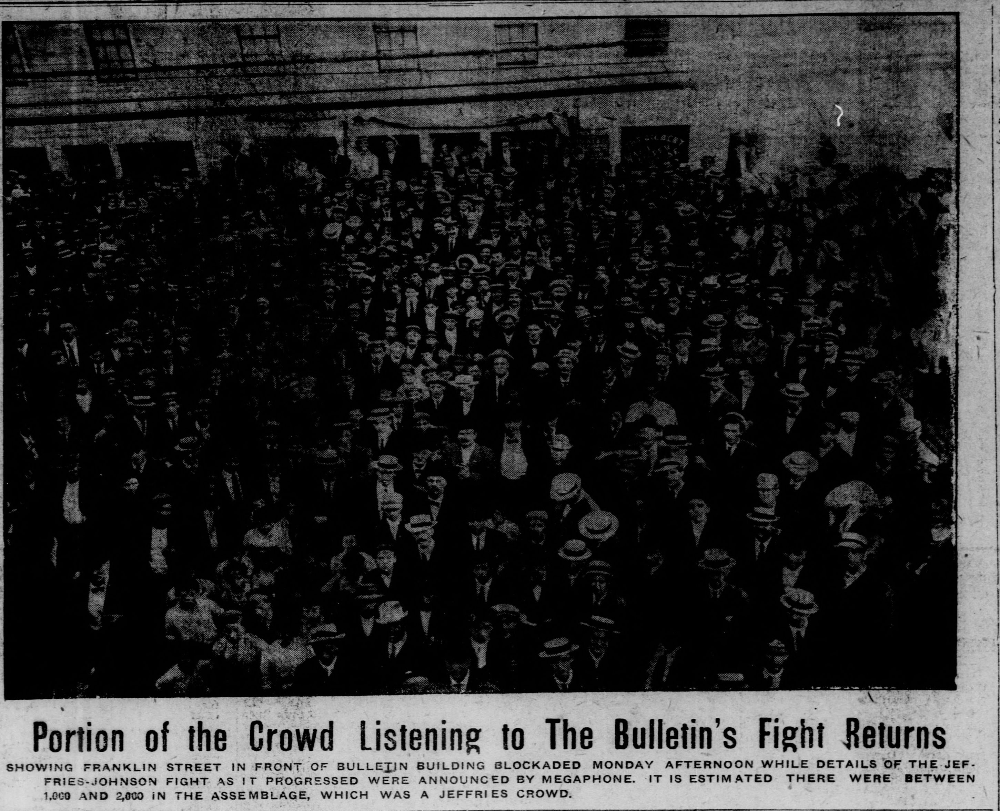 Portion of the Crowd Listening to The Bulletin's Fight Returns
SHOWING FRANKLIN STREET IN FRONT OF BULLETIN BUILDING BLOCKADED MONDAY AFTERNOON WHILE DETAILS OF THE JEF-
FRIES-JOHNSON FIGHT AS IT PROGRESSED WERE ANNOUNCED BY MEGAPHONE. IT IS ESTIMATED THERE WERE BETWEEN
1,000 AND 2,000 IN THE ASSEMBLAGE, WHICH WAS A JEFFRIES CROWD.